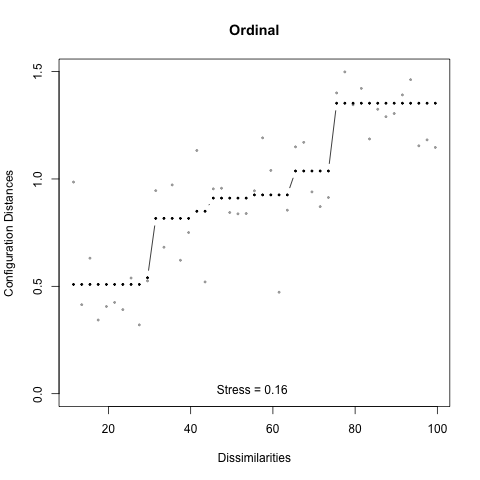 Ordinal
Configuration Distances
1.5
1.0
0.5
0.0
Stress = 0.16
20 40 60 80 100
Dissimilarities